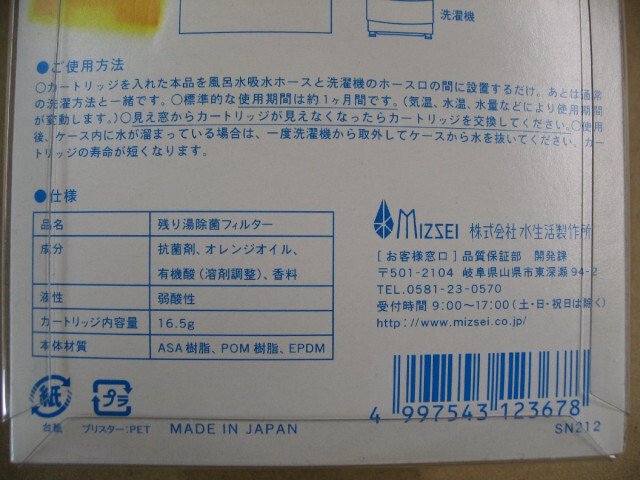 洗濯機
●ご使用方法
○カートリッジを入れた本品を風呂水吸水ホースと洗濯機のホース口の間に設置するだけ。あとは通常
の洗濯方法と一緒です。○標準的な使用期間は約1ヶ月間です。(気温、水温、水量などにより使用期間
が変動します。)○見え窓からカートリッジが見えなくなったらカートリッジを交換してください。○使用
後、ケース内に水が溜まっている場合は、一度洗濯機から取外してケースから水を抜いてください。カー
トリッジの寿命が短くなります。
●仕様
品名 残り湯除菌フィルター
成分 抗菌剤、オレンジオイル、
有機酸(溶剤調整)、香料
液性 弱酸性
カートリッジ内容量 16.5g
本体材質 ASA樹脂、POM樹脂、EPDM
MIZSEI 株式会社 水生活製作所
[お客様窓口] 品質保証部 開発課
〒501-2104 岐阜県山県市東深瀬94-2
TEL.0581-23-0570
受付時間 9:00〜17:00(土・日・祝日は除く)
http://www.mizsei.co.jp/
紙
台紙
プラ
ブリスター:PET
MADE IN JAPAN
4 997543 123678
SN212